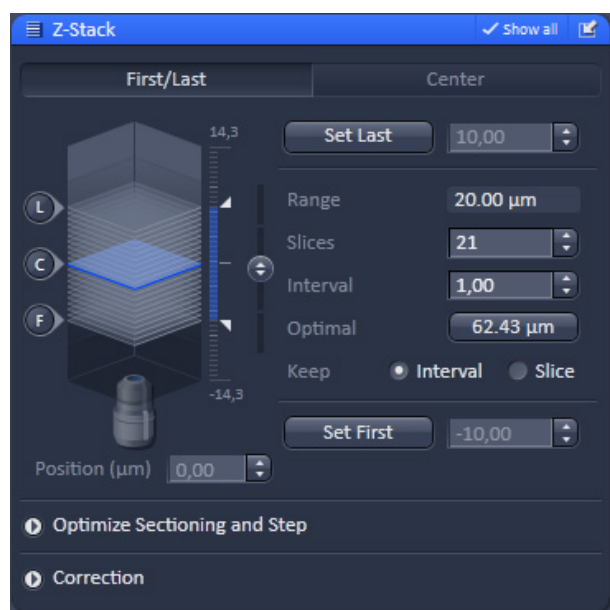 Z-Stack
Show all
First/Last
Center
14,3
Set Last
10,00
L
Range
20.00 µm
Slices
21
C
Interval
1,00
F
Optimal
62.43 µm
Keep
Interval
Slice
-14,3
Set First
-10,00
Position (µm)
0,00
Optimize Sectioning and Step
Correction